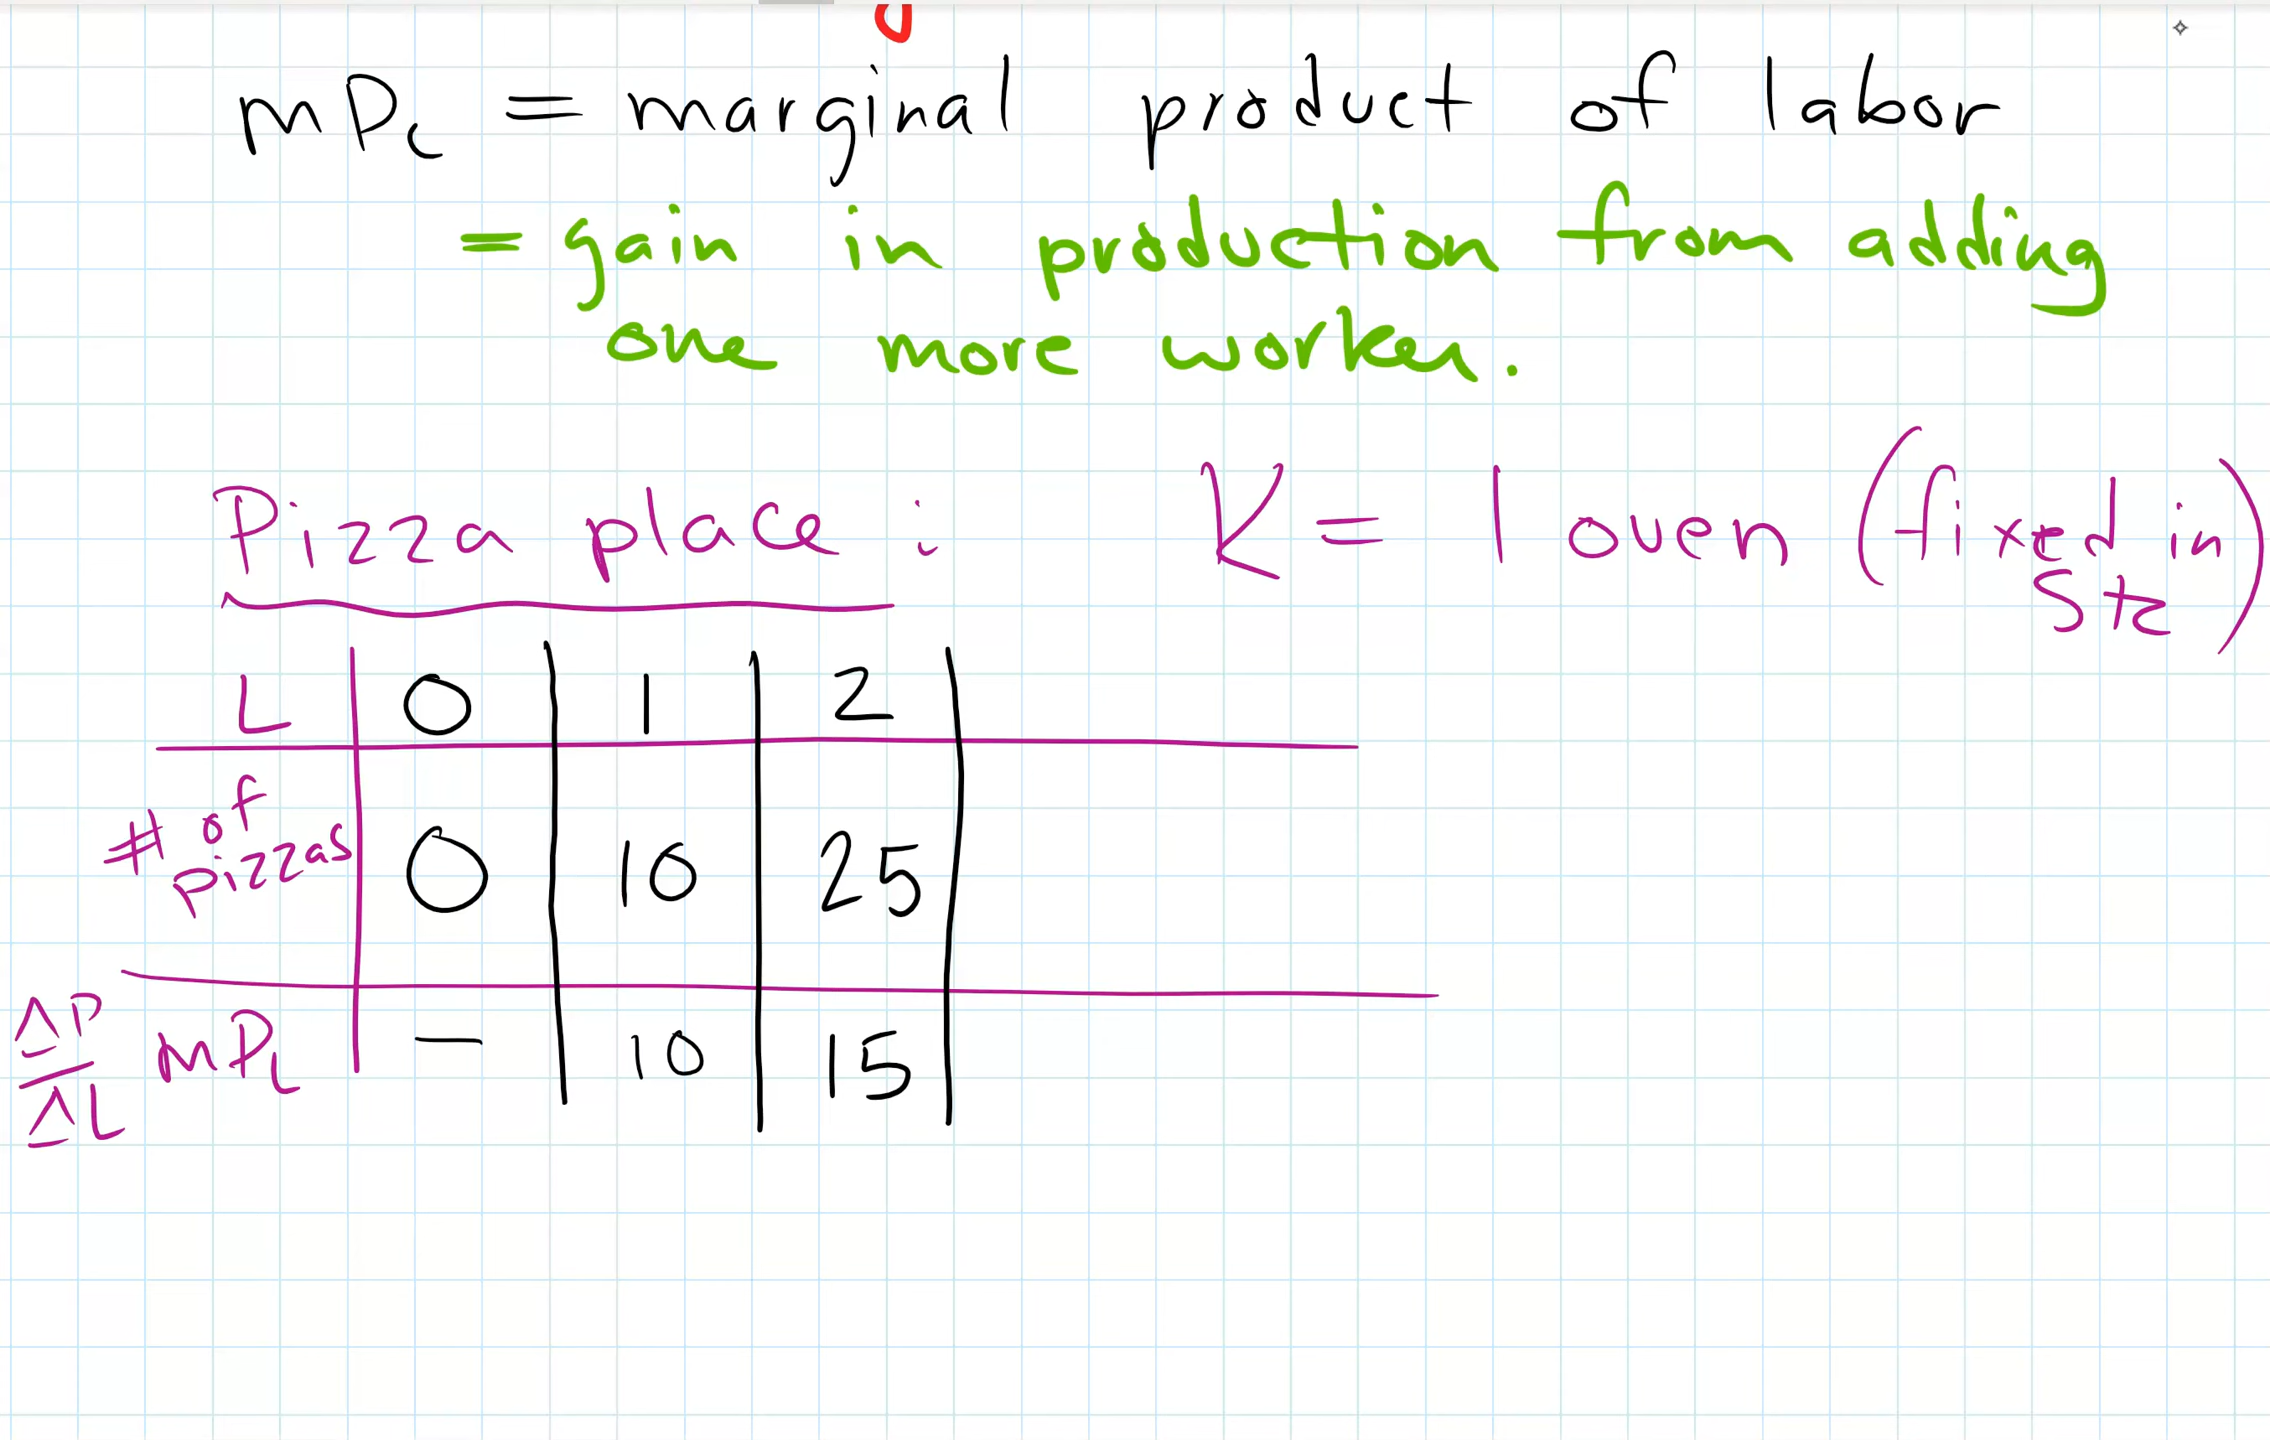 mPL = marginal product of labor
= gain in production from adding
one more worker.
Pizza place : K = 1 oven (fixed in
StR)
L 0 1 2
# of pizzas 0 10 25
ΔP/ΔL mPL — 10 15